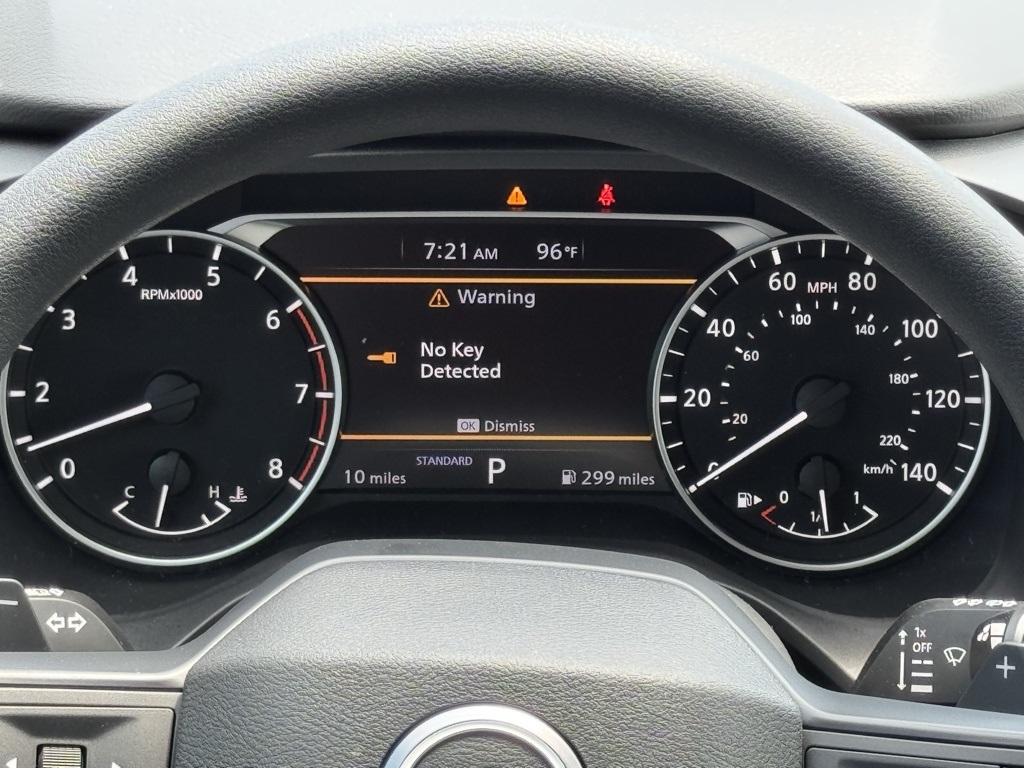 7:21 AM 96°F
Warning
No Key
Detected
OK Dismiss
STANDARD
10 miles P 299 miles
0 2 3 4 5 6 7 8
RPMx1000
C H
0 20 40 60 80 100 120 140
MPH
20 60 100 140 180 220
km/h
0 1/ 1
1x
OFF
+